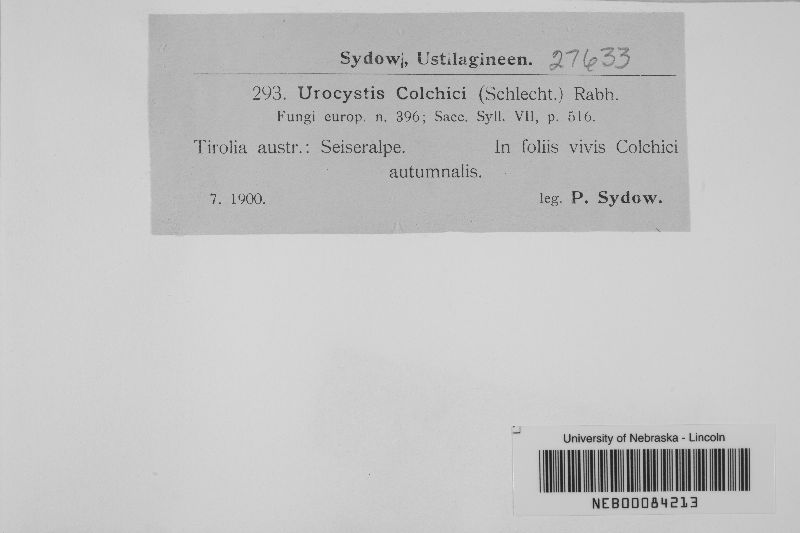 Sydow, Ustilagineen. 27633
293. Urocystis Colchici (Schlecht.) Rabh.
Fungi europ. n. 396; Sacc. Syll. VII, p. 516.
Tirolia austr.: Seiseralpe. In foliis vivis Colchici
autumnalis.
7. 1900. leg. P. Sydow.
University of Nebraska - Lincoln
NEB00084213